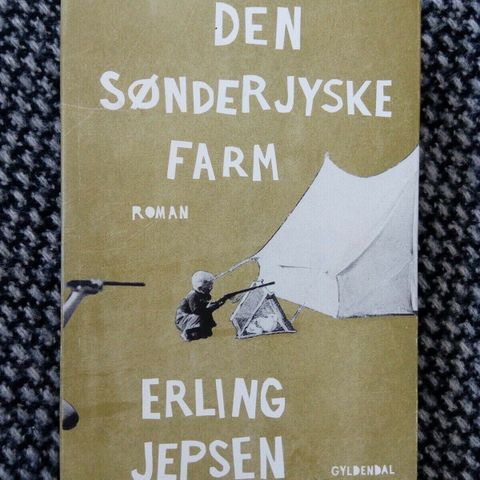 DEN
SØNDERJYSKE
FARM
ROMAN
ERLING
JEPSEN
GYLDENDAL